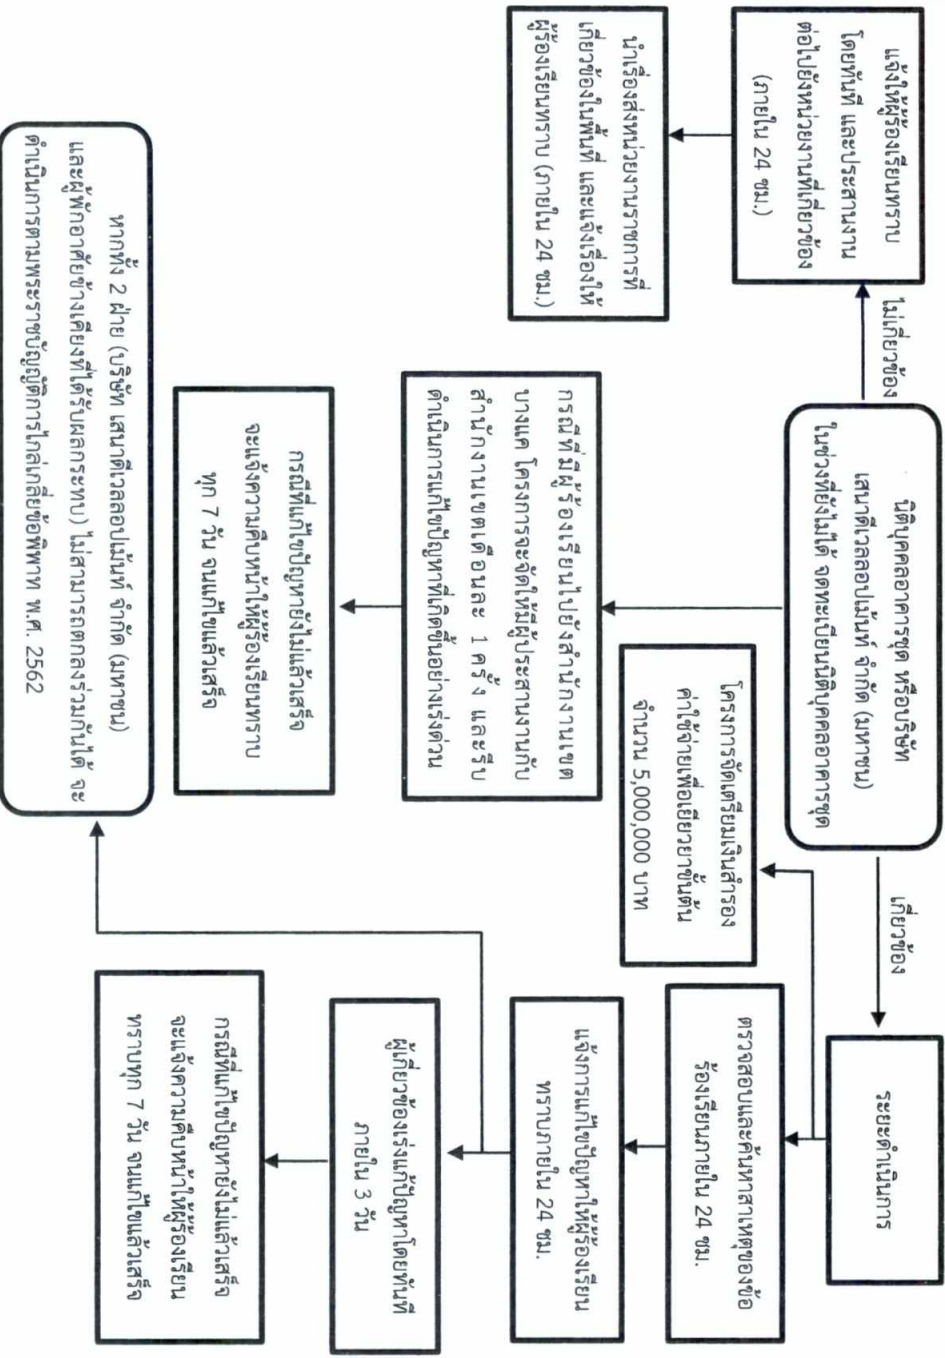 นิติบุคคลอาคารชุด หรือบริษัท
เสนาดีเวลลอปเม้นท์ จำกัด (มหาชน)
ในช่วงที่ยังไม่ได้ จดทะเบียนนิติบุคคลอาคารชุด
ไม่เกี่ยวข้อง
แจ้งให้ผู้ร้องเรียนทราบ
โดยทันที และประสานงาน
ต่อไปยังหน่วยงานที่เกี่ยวข้อง
(ภายใน 24 ชม.)
นำเรื่องส่งหน่วยงานราชการที่
เกี่ยวข้องในพื้นที่ และแจ้งเรื่องให้
ผู้ร้องเรียนทราบ (ภายใน 24 ชม.)
กรณีที่มีผู้ร้องเรียนไปยังสำนักงานเขต
บางแค โครงการจะจัดให้มีผู้ประสานงานกับ
สำนักงานเขตเดือนละ 1 ครั้ง และรีบ
ดำเนินการแก้ไขปัญหาที่เกิดขึ้นอย่างเร่งด่วน
กรณีที่แก้ไขปัญหายังไม่แล้วเสร็จ
จะแจ้งความคืบหน้าให้ผู้ร้องเรียนทราบ
ทุก 7 วัน จนแก้ไขแล้วเสร็จ
เกี่ยวข้อง
ระยะดำเนินการ
โครงการจัดเตรียมเงินสำรอง
ค่าใช้จ่ายเพื่อเยียวยาขั้นต้น
จำนวน 5,000,000 บาท
ตรวจสอบและค้นหาสาเหตุของข้อ
ร้องเรียนภายใน 24 ชม.
แจ้งการแก้ไขปัญหาให้ผู้ร้องเรียน
ทราบภายใน 24 ชม.
ผู้เกี่ยวข้องเร่งแก้ปัญหาโดยทันที
ภายใน 3 วัน
กรณีที่แก้ไขปัญหายังไม่แล้วเสร็จ
จะแจ้งความคืบหน้าให้ผู้ร้องเรียน
ทราบทุก 7 วัน จนแก้ไขแล้วเสร็จ
หากทั้ง 2 ฝ่าย (บริษัท เสนาดีเวลลอปเม้นท์ จำกัด (มหาชน)
และผู้พักอาศัยข้างเคียงที่ได้รับผลกระทบ) ไม่สามารถตกลงร่วมกันได้ จะ
ดำเนินการตามพระราชบัญญัติการไกล่เกลี่ยข้อพิพาท พ.ศ. 2562